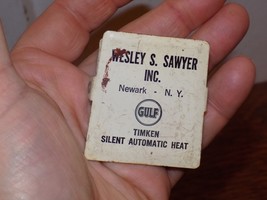 WESLEY S. SAWYER
INC.
Newark - N. Y.
GULF
TIMKEN
SILENT AUTOMATIC HEAT